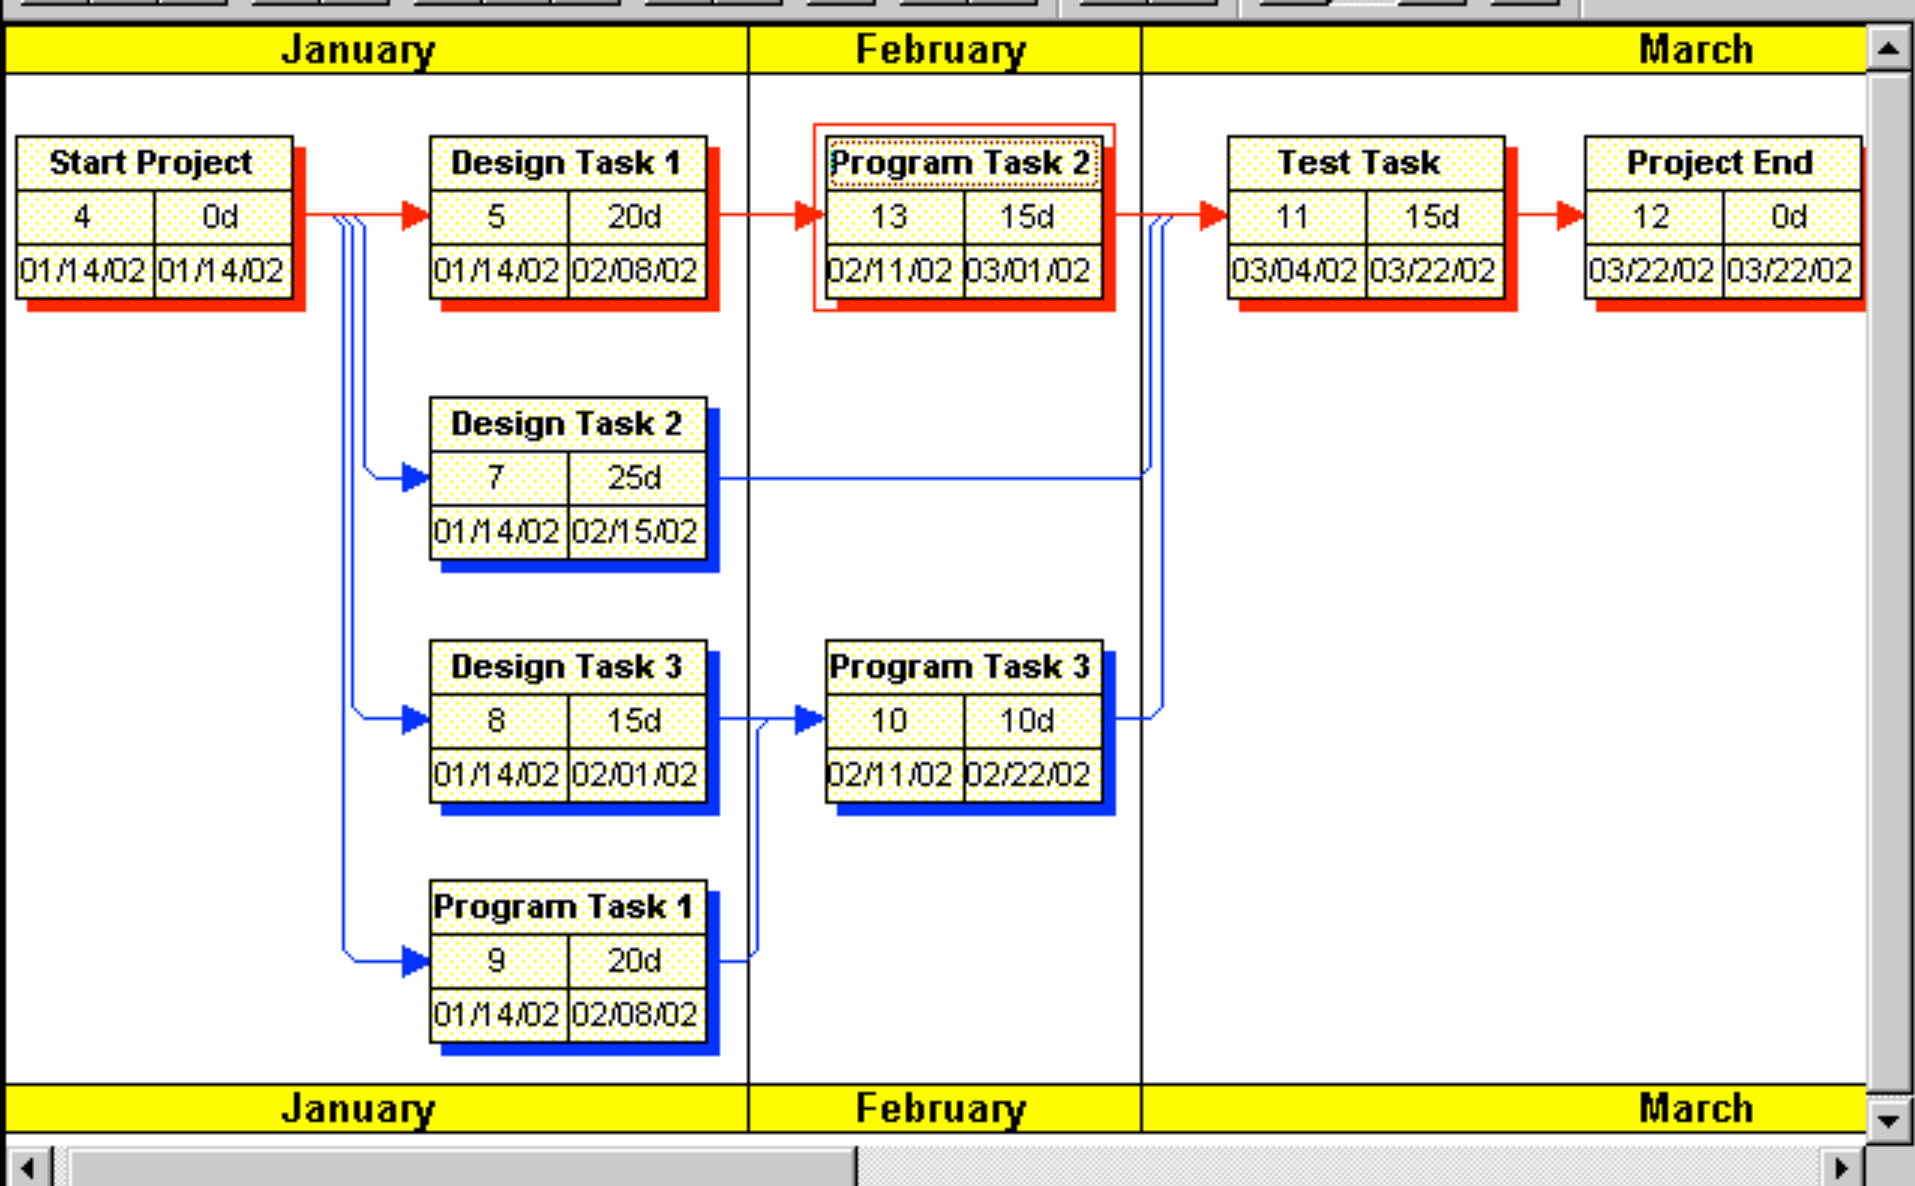 January February March
Start Project
4 0d
01/14/02 01/14/02
Design Task 1
5 20d
01/14/02 02/08/02
Program Task 2
13 15d
02/11/02 03/01/02
Test Task
11 15d
03/04/02 03/22/02
Project End
12 0d
03/22/02 03/22/02
Design Task 2
7 25d
01/14/02 02/15/02
Design Task 3
8 15d
01/14/02 02/01/02
Program Task 3
10 10d
02/11/02 02/22/02
Program Task 1
9 20d
01/14/02 02/08/02
January February March